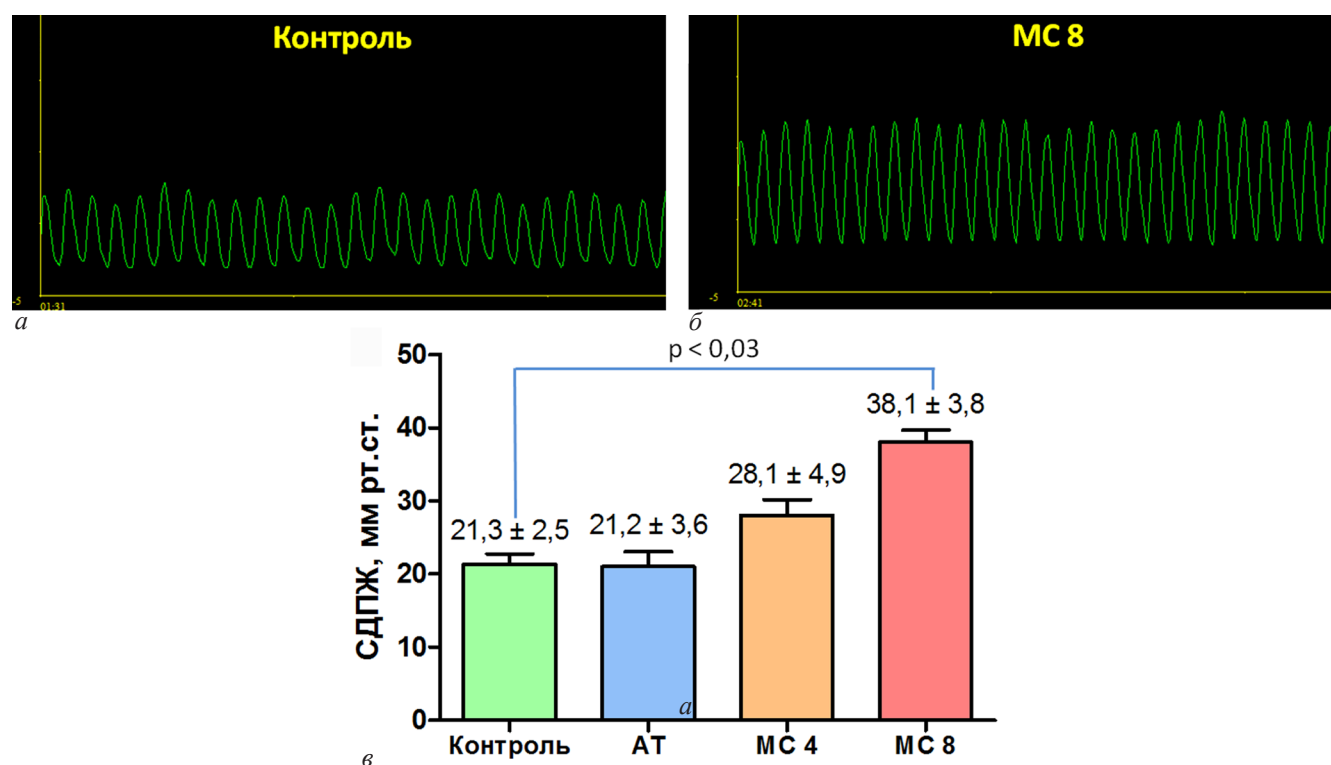 Контроль
МС 8
-5
01:31
-5
02:41
а
б
p < 0,03
50
40
30
20
10
0
СДПЖ, мм рт.ст.
21,3 ± 2,5
21,2 ± 3,6
28,1 ± 4,9
38,1 ± 3,8
а
Контроль
АТ
МС 4
МС 8
в